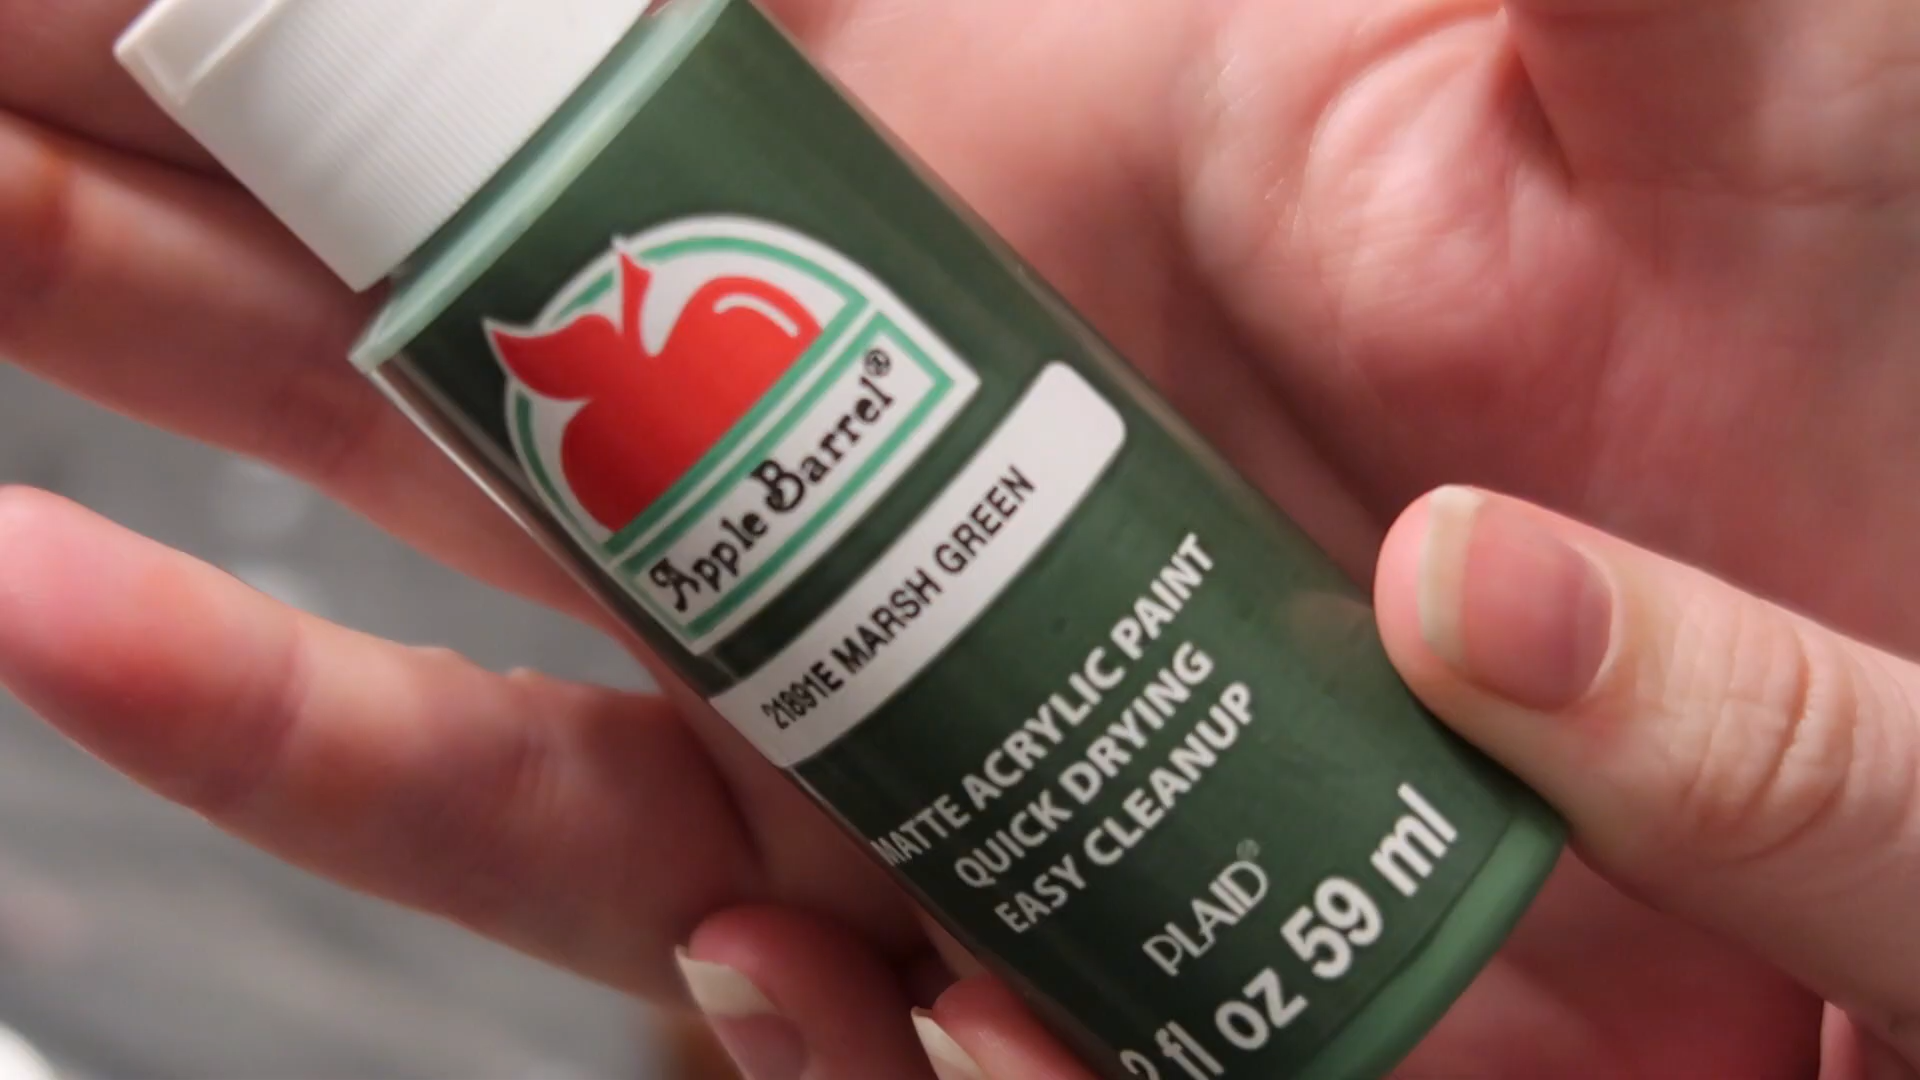 Apple Barrel®
21891E MARSH GREEN
MATTE ACRYLIC PAINT
QUICK DRYING
EASY CLEANUP
PLAID®
2 fl oz 59 ml